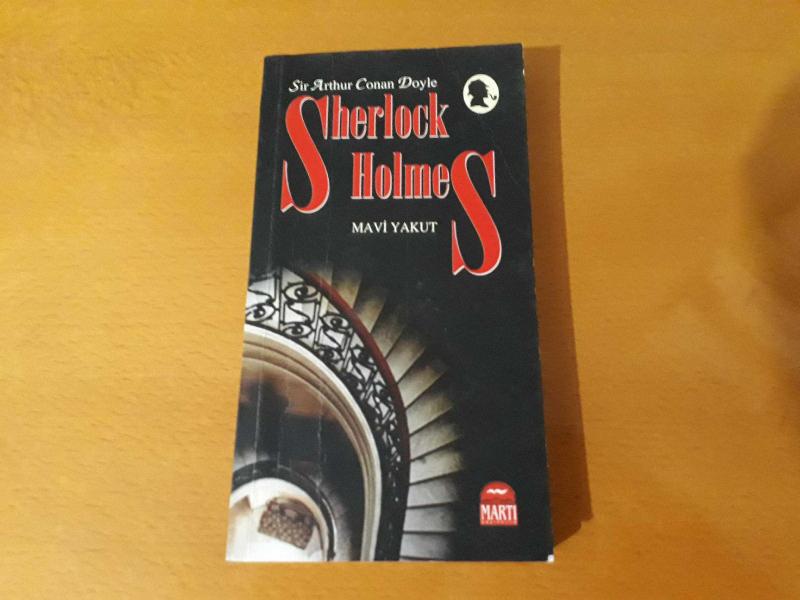 Sir Arthur Conan Doyle
Sherlock
HolmeS
MAVİ YAKUT
MARTI